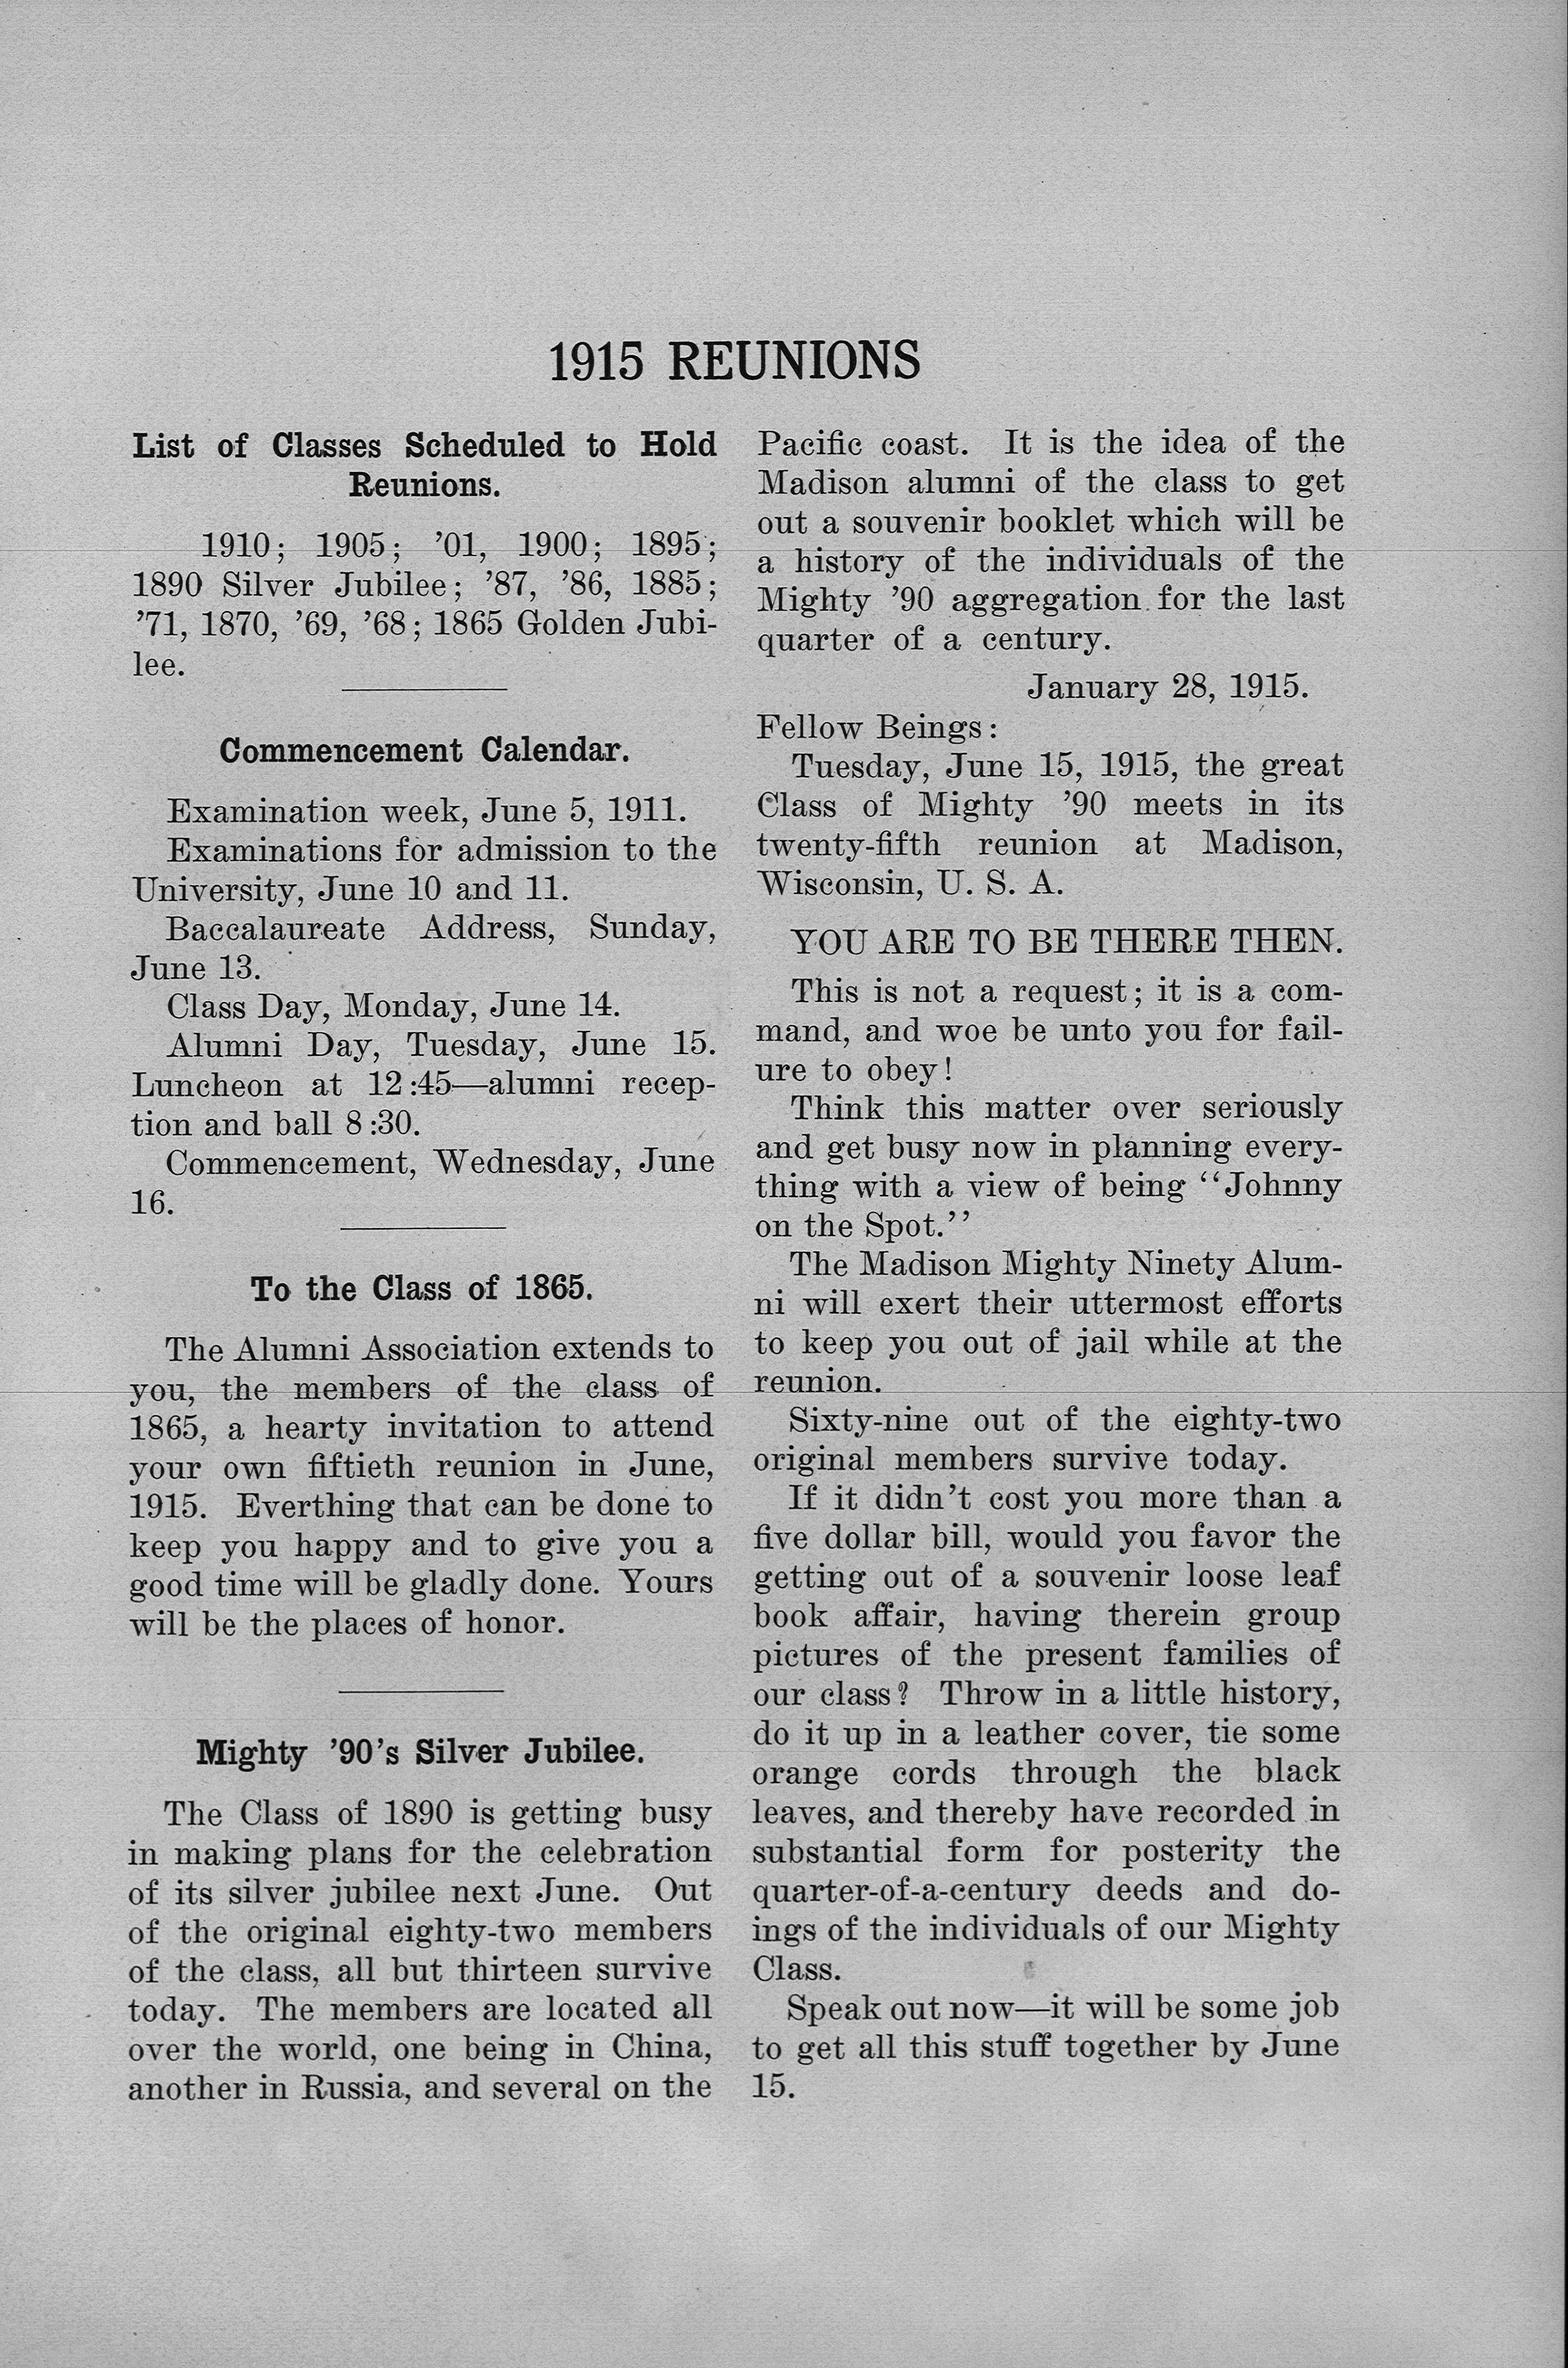 1915 REUNIONS
List of Classes Scheduled to Hold
Reunions.
1910; 1905; '01, 1900; 1895;
1890 Silver Jubilee; '87, '86, 1885;
'71, 1870, '69, '68; 1865 Golden Jubi-
lee.
Commencement Calendar.
Examination week, June 5, 1911.
Examinations for admission to the
University, June 10 and 11.
Baccalaureate Address, Sunday,
June 13.
Class Day, Monday, June 14.
Alumni Day, Tuesday, June 15.
Luncheon at 12:45—alumni recep-
tion and ball 8:30.
Commencement, Wednesday, June
16.
To the Class of 1865.
The Alumni Association extends to
you, the members of the class of
1865, a hearty invitation to attend
your own fiftieth reunion in June,
1915. Everthing that can be done to
keep you happy and to give you a
good time will be gladly done. Yours
will be the places of honor.
Mighty '90's Silver Jubilee.
The Class of 1890 is getting busy
in making plans for the celebration
of its silver jubilee next June. Out
of the original eighty-two members
of the class, all but thirteen survive
today. The members are located all
over the world, one being in China,
another in Russia, and several on the
Pacific coast. It is the idea of the
Madison alumni of the class to get
out a souvenir booklet which will be
a history of the individuals of the
Mighty '90 aggregation for the last
quarter of a century.
January 28, 1915.
Fellow Beings:
Tuesday, June 15, 1915, the great
Class of Mighty '90 meets in its
twenty-fifth reunion at Madison,
Wisconsin, U. S. A.
YOU ARE TO BE THERE THEN.
This is not a request; it is a com-
mand, and woe be unto you for fail-
ure to obey!
Think this matter over seriously
and get busy now in planning every-
thing with a view of being ''Johnny
on the Spot.''
The Madison Mighty Ninety Alum-
ni will exert their uttermost efforts
to keep you out of jail while at the
reunion.
Sixty-nine out of the eighty-two
original members survive today.
If it didn't cost you more than a
five dollar bill, would you favor the
getting out of a souvenir loose leaf
book affair, having therein group
pictures of the present families of
our class? Throw in a little history,
do it up in a leather cover, tie some
orange cords through the black
leaves, and thereby have recorded in
substantial form for posterity the
quarter-of-a-century deeds and do-
ings of the individuals of our Mighty
Class.
Speak out now—it will be some job
to get all this stuff together by June
15.